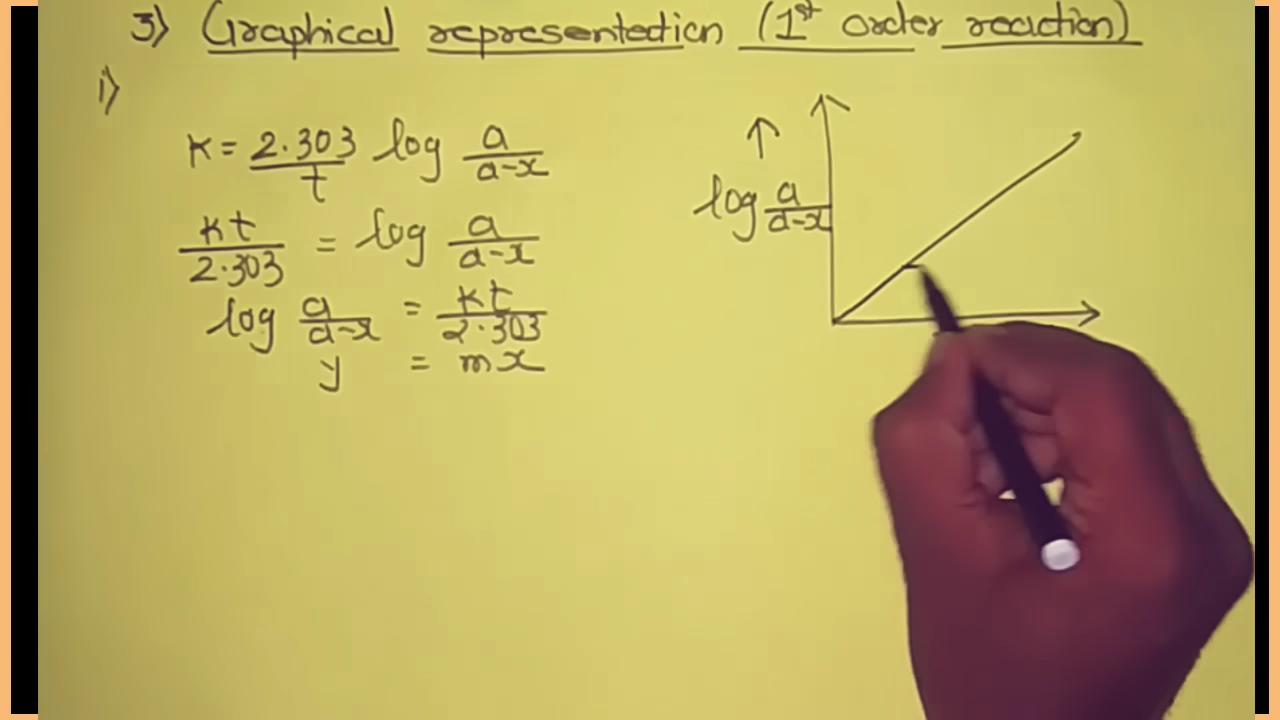 3) Graphical representation (1st order reaction)
i)
K = 2.303/t log a/a-x
Kt/2.303 = log a/a-x
log a/a-x = Kt/2.303
y = mx
↑
log a/a-x